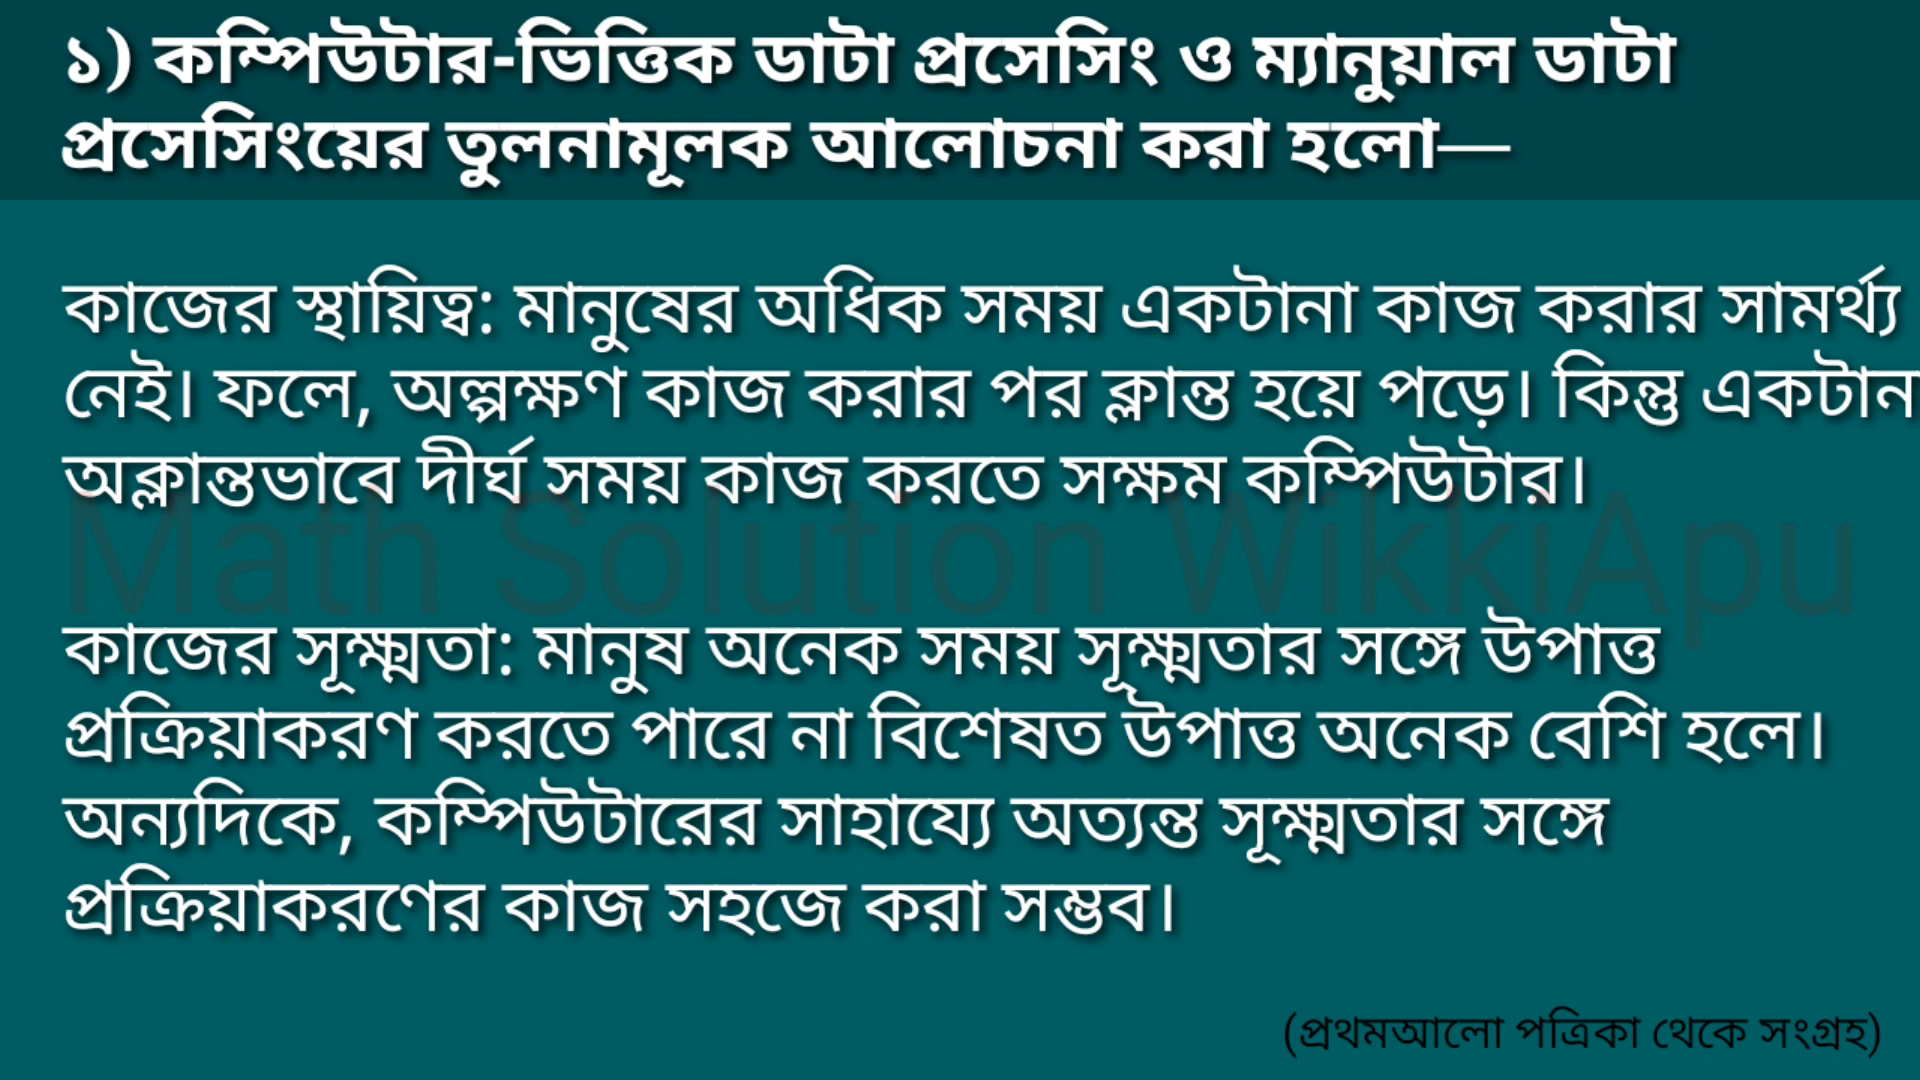 ১) কম্পিউটার-ভিত্তিক ডাটা প্রসেসিং ও ম্যানুয়াল ডাটা
প্রসেসিংয়ের তুলনামূলক আলোচনা করা হলো—
কাজের স্থায়িত্ব: মানুষের অধিক সময় একটানা কাজ করার সামর্থ্য
নেই। ফলে, অল্পক্ষণ কাজ করার পর ক্লান্ত হয়ে পড়ে। কিন্তু একটান
অক্লান্তভাবে দীর্ঘ সময় কাজ করতে সক্ষম কম্পিউটার।
Math Solution WikkiApu
কাজের সূক্ষ্মতা: মানুষ অনেক সময় সূক্ষ্মতার সঙ্গে উপাত্ত
প্রক্রিয়াকরণ করতে পারে না বিশেষত উপাত্ত অনেক বেশি হলে।
অন্যদিকে, কম্পিউটারের সাহায্যে অত্যন্ত সূক্ষ্মতার সঙ্গে
প্রক্রিয়াকরণের কাজ সহজে করা সম্ভব।
(প্রথমআলো পত্রিকা থেকে সংগ্রহ)